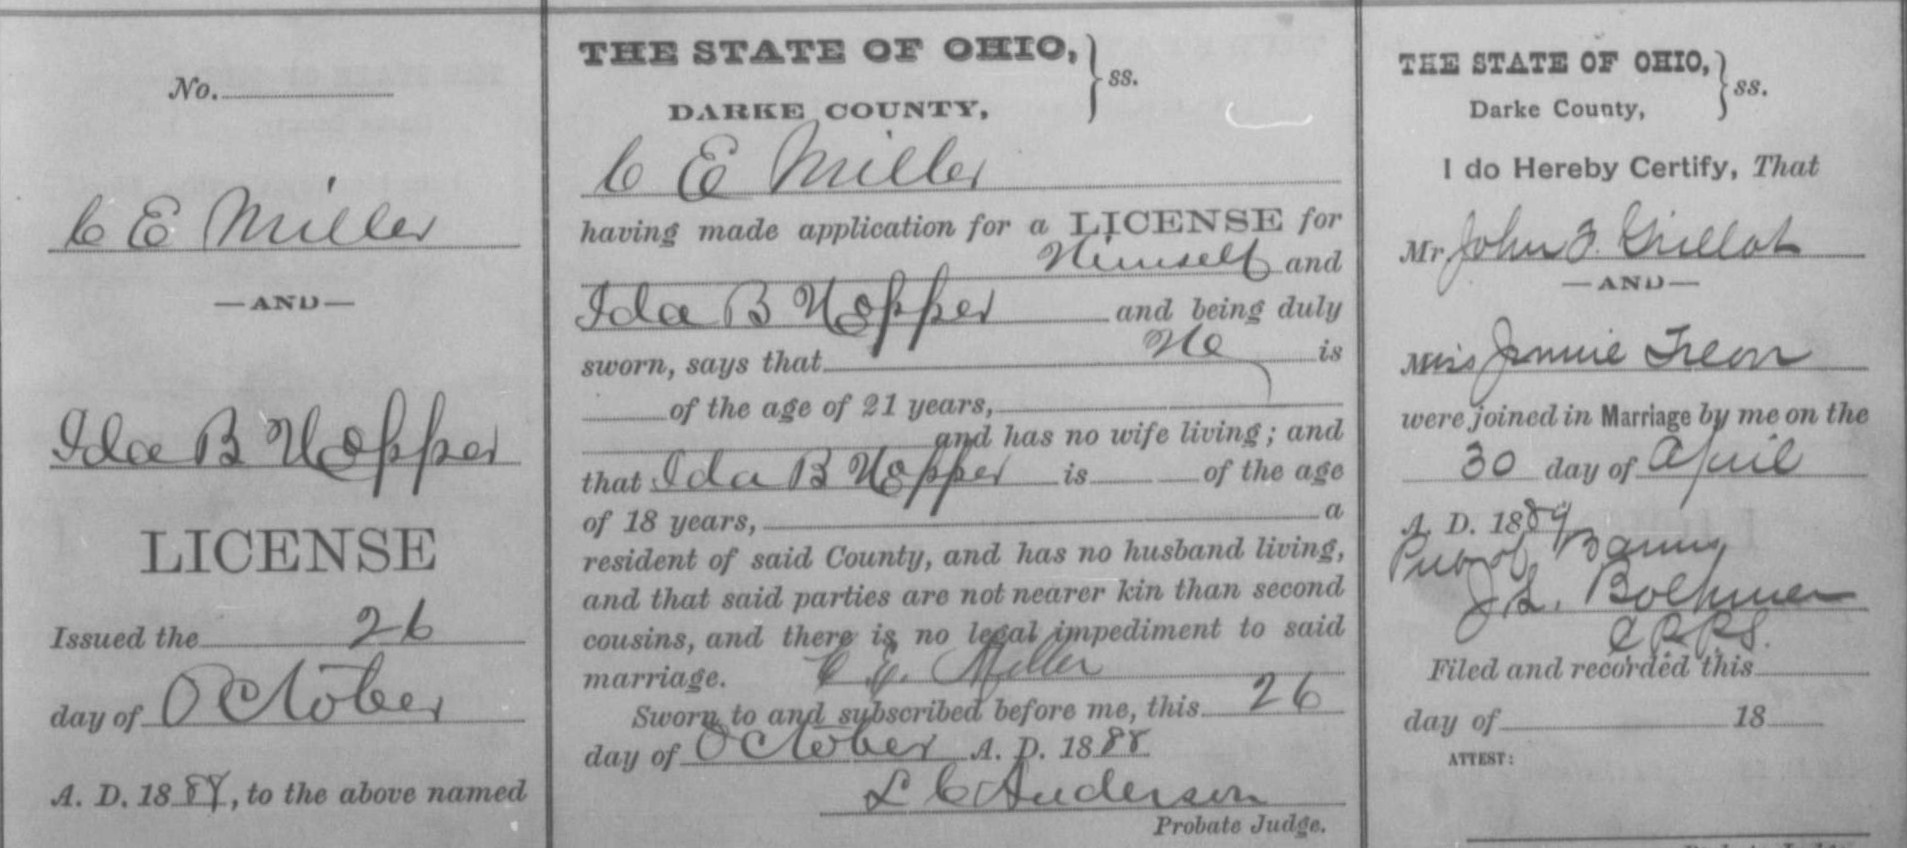 No.
C E Miller
—AND—
Ida B Hopper
LICENSE
Issued the 26
day of October
A. D. 1888, to the above named
THE STATE OF OHIO,
DARKE COUNTY, } ss.
C E Miller
having made application for a LICENSE for
Himself and
Ida B Hopper and being duly
sworn, says that He is
of the age of 21 years,
and has no wife living; and
that Ida B Hopper is of the age
of 18 years, a
resident of said County, and has no husband living,
and that said parties are not nearer kin than second
cousins, and there is no legal impediment to said
marriage. C. E. Miller
Sworn to and subscribed before me, this 26
day of October A. D. 1888
L C Anderson
Probate Judge.
THE STATE OF OHIO,
Darke County, } ss.
I do Hereby Certify, That
Mr John F. Grillot
—AND—
Miss Jennie Treon
were joined in Marriage by me on the
30 day of April
A. D. 1889
J. L. Boehmer
C.PP.S.
Filed and recorded this
day of 18
ATTEST: